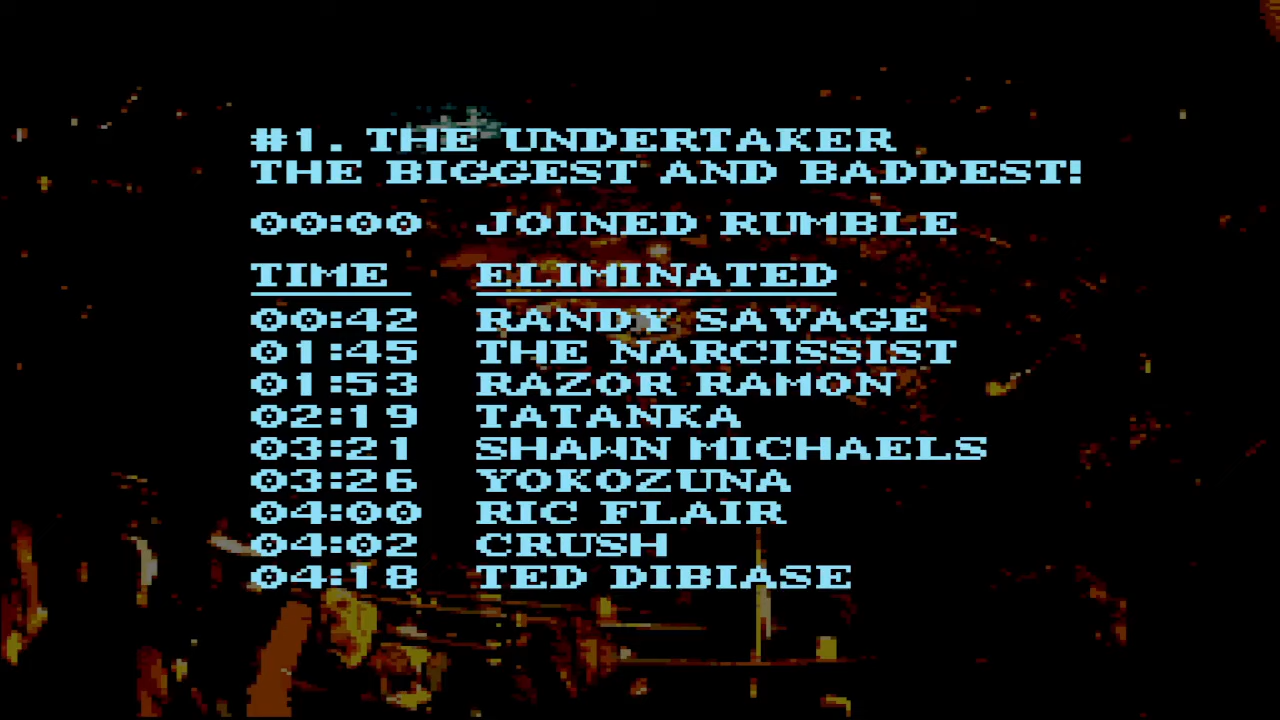 #1. THE UNDERTAKER
THE BIGGEST AND BADDEST!
00:00 JOINED RUMBLE
TIME ELIMINATED
00:42 RANDY SAVAGE
01:45 THE NARCISSIST
01:53 RAZOR RAMON
02:19 TATANKA
03:21 SHAWN MICHAELS
03:26 YOKOZUNA
04:00 RIC FLAIR
04:02 CRUSH
04:18 TED DIBIASE